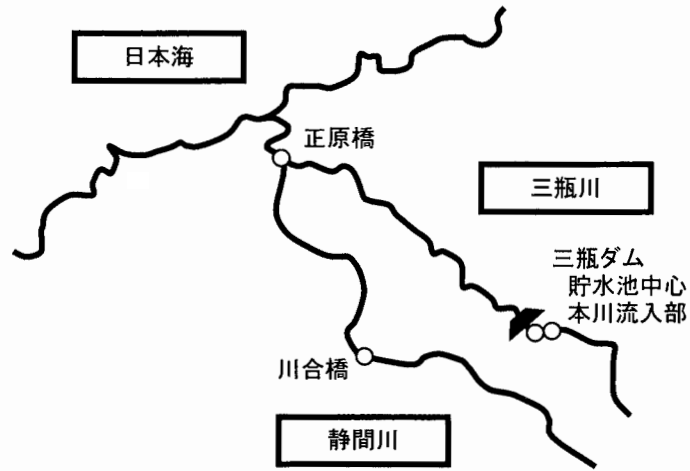 日本海
正原橋
三瓶川
三瓶ダム
貯水池中心
本川流入部
川合橋
静間川